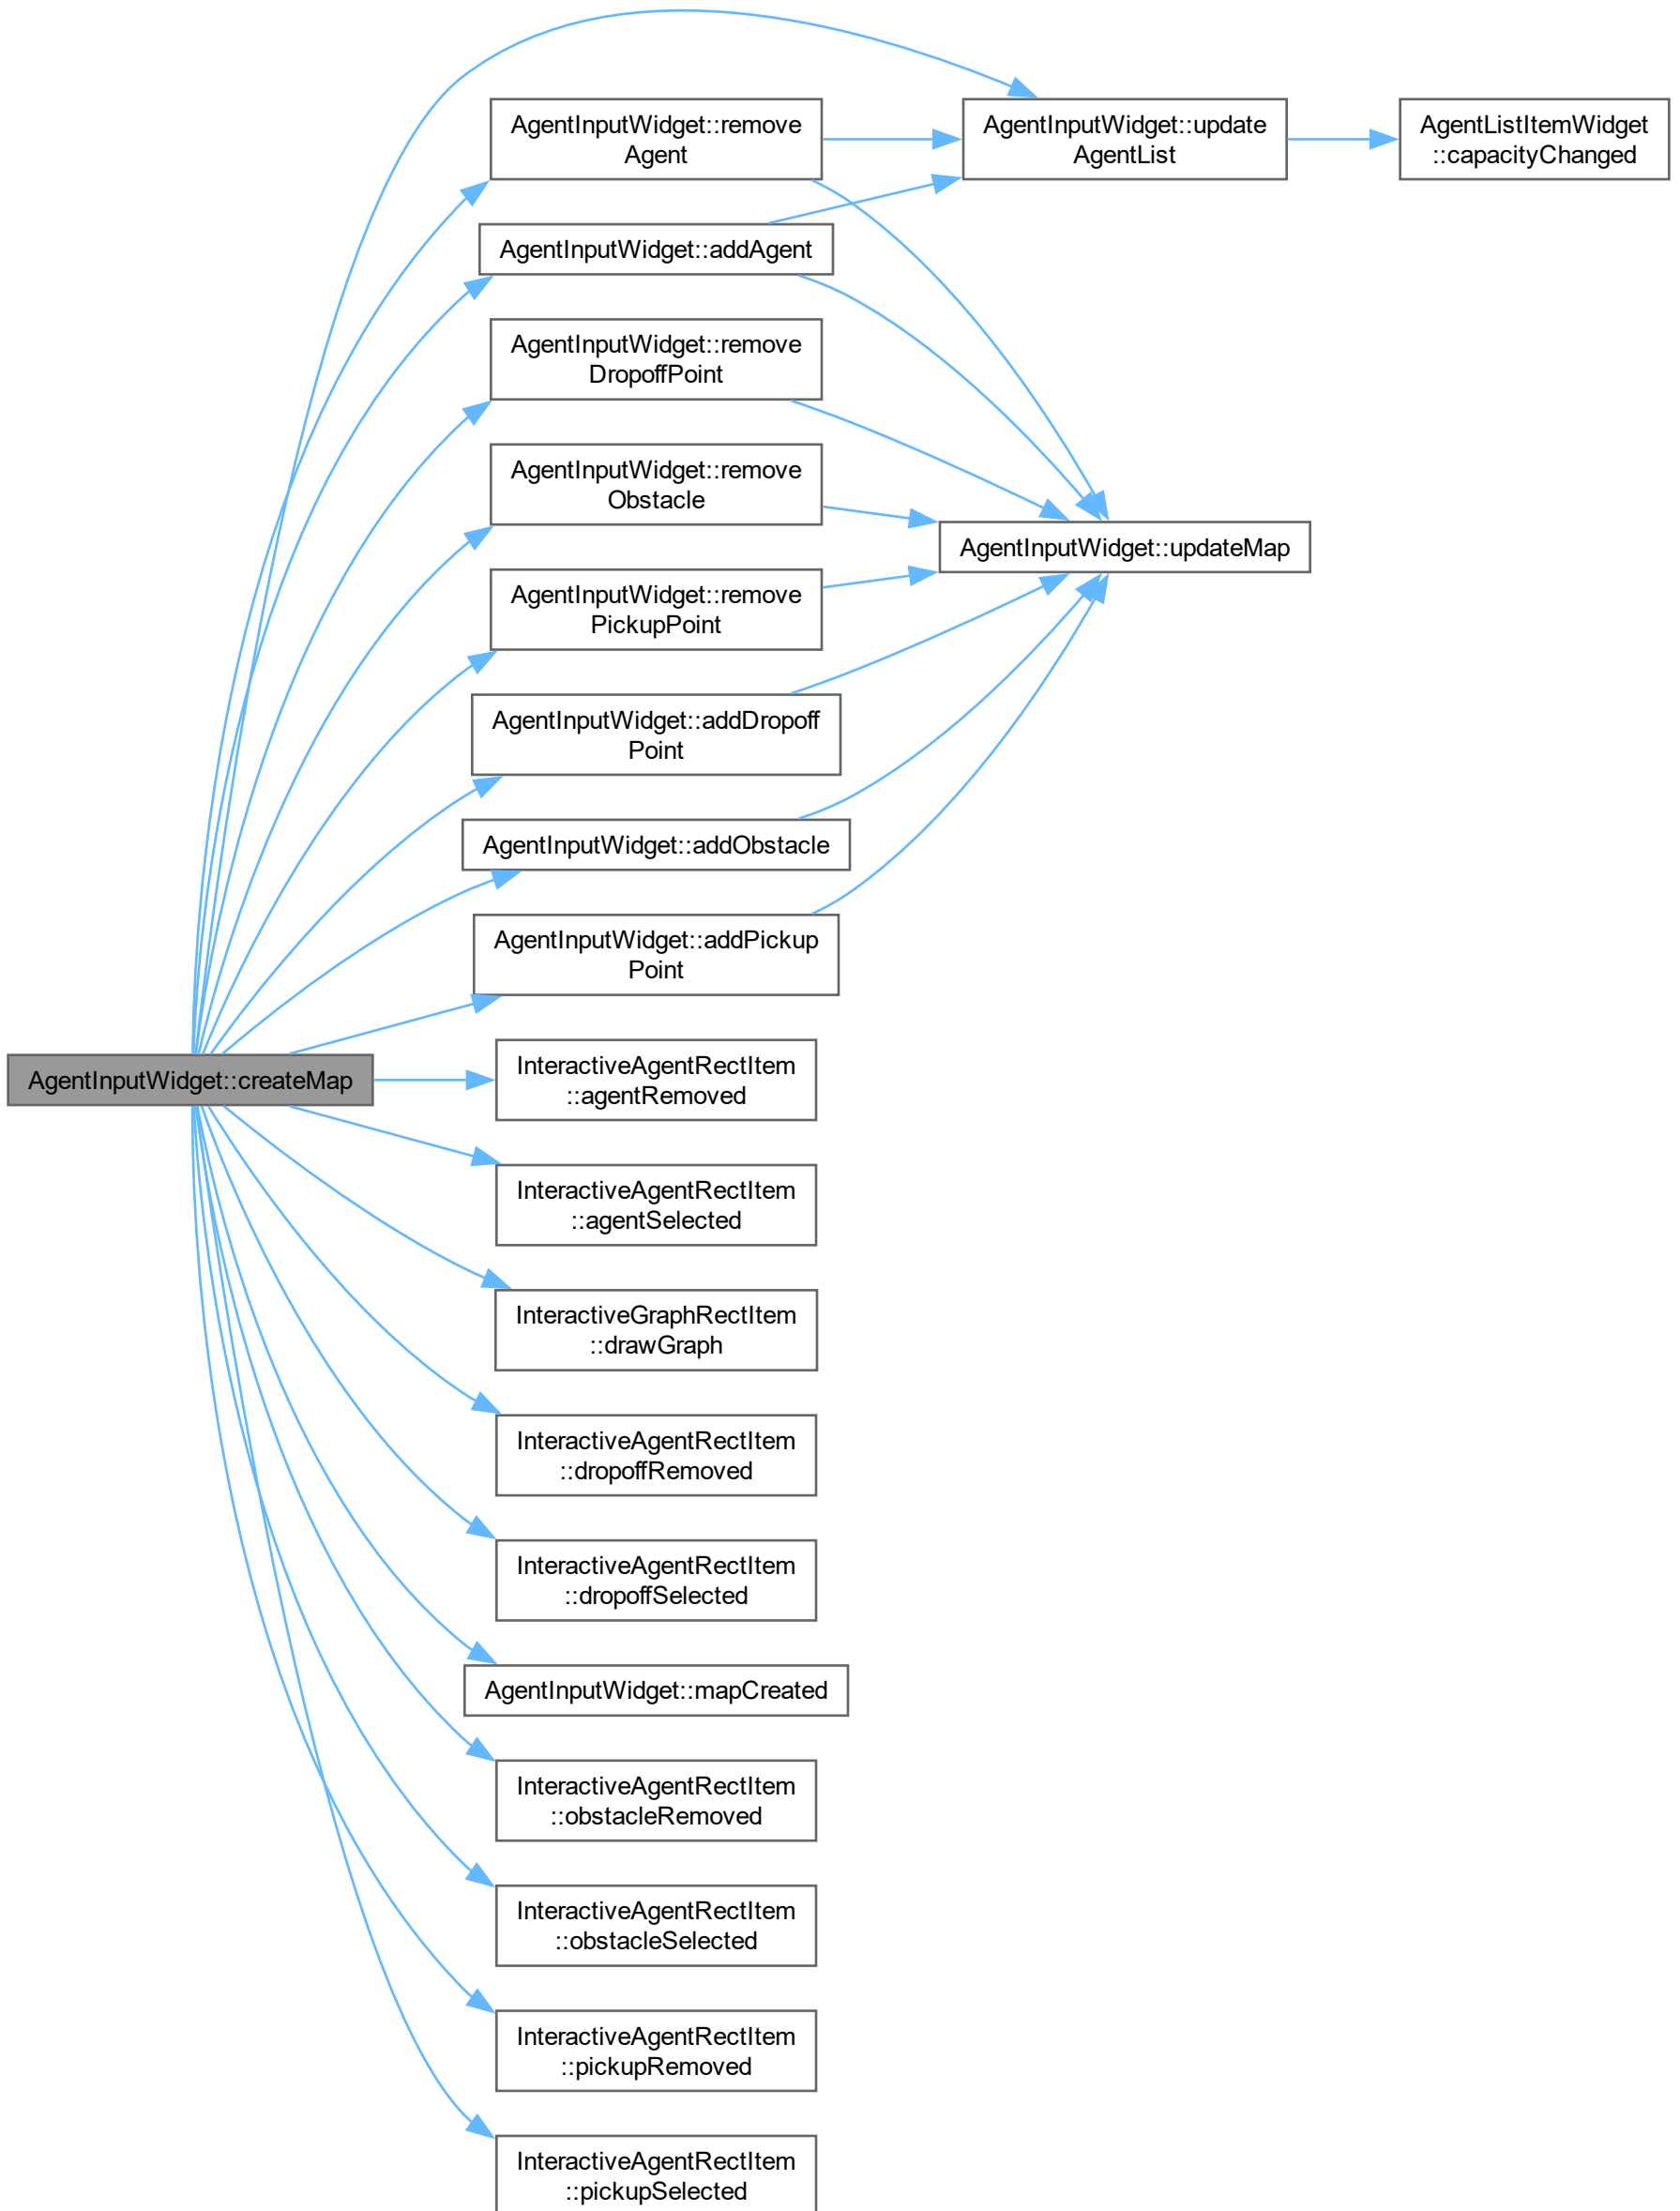 AgentInputWidget::remove
Agent
AgentInputWidget::update
AgentList
AgentListItemWidget
::capacityChanged
AgentInputWidget::addAgent
AgentInputWidget::remove
DropoffPoint
AgentInputWidget::remove
Obstacle
AgentInputWidget::updateMap
AgentInputWidget::remove
PickupPoint
AgentInputWidget::addDropoff
Point
AgentInputWidget::addObstacle
AgentInputWidget::addPickup
Point
AgentInputWidget::createMap
InteractiveAgentRectItem
::agentRemoved
InteractiveAgentRectItem
::agentSelected
InteractiveGraphRectItem
::drawGraph
InteractiveAgentRectItem
::dropoffRemoved
InteractiveAgentRectItem
::dropoffSelected
AgentInputWidget::mapCreated
InteractiveAgentRectItem
::obstacleRemoved
InteractiveAgentRectItem
::obstacleSelected
InteractiveAgentRectItem
::pickupRemoved
InteractiveAgentRectItem
::pickupSelected